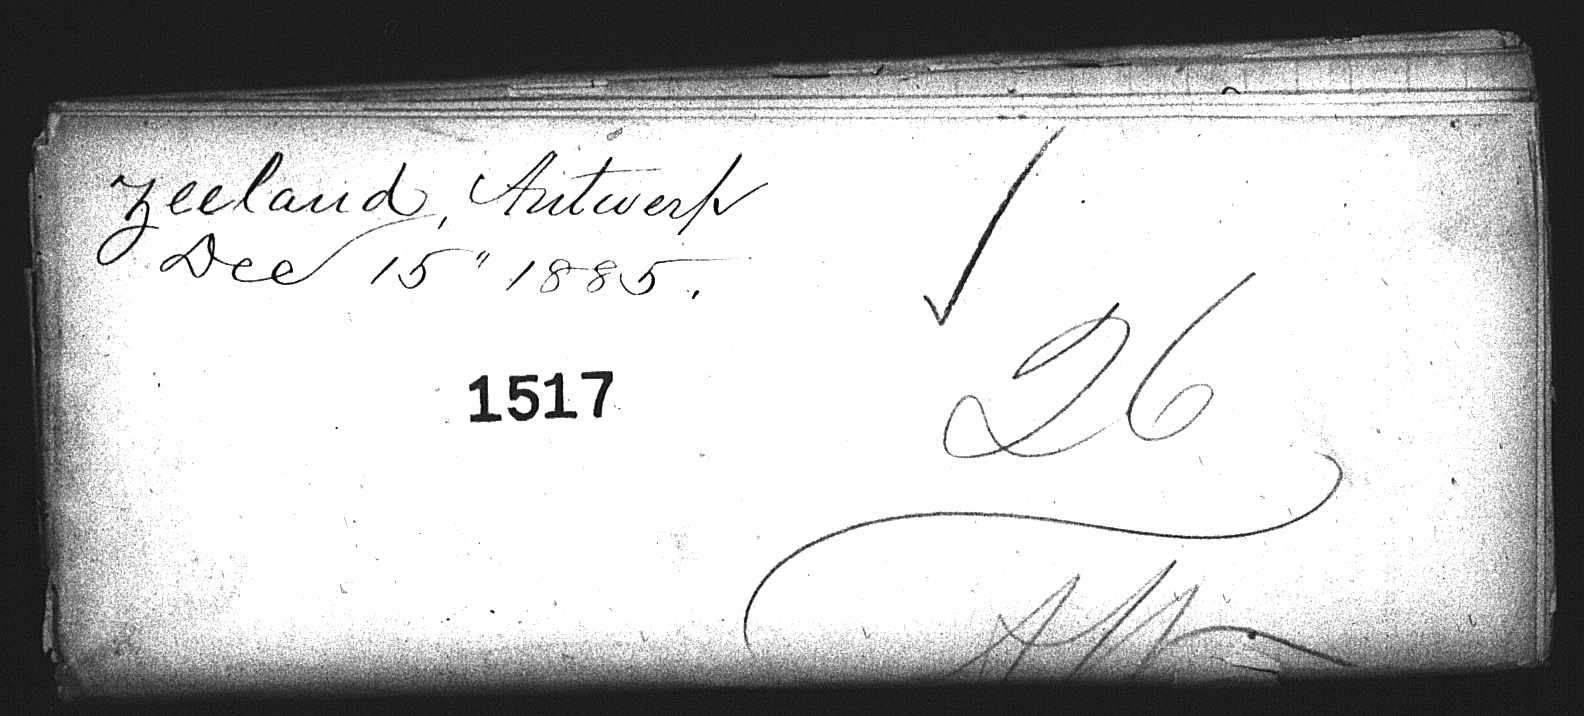 Zeeland, Antwerp
Dec 15" 1885.
1517
26